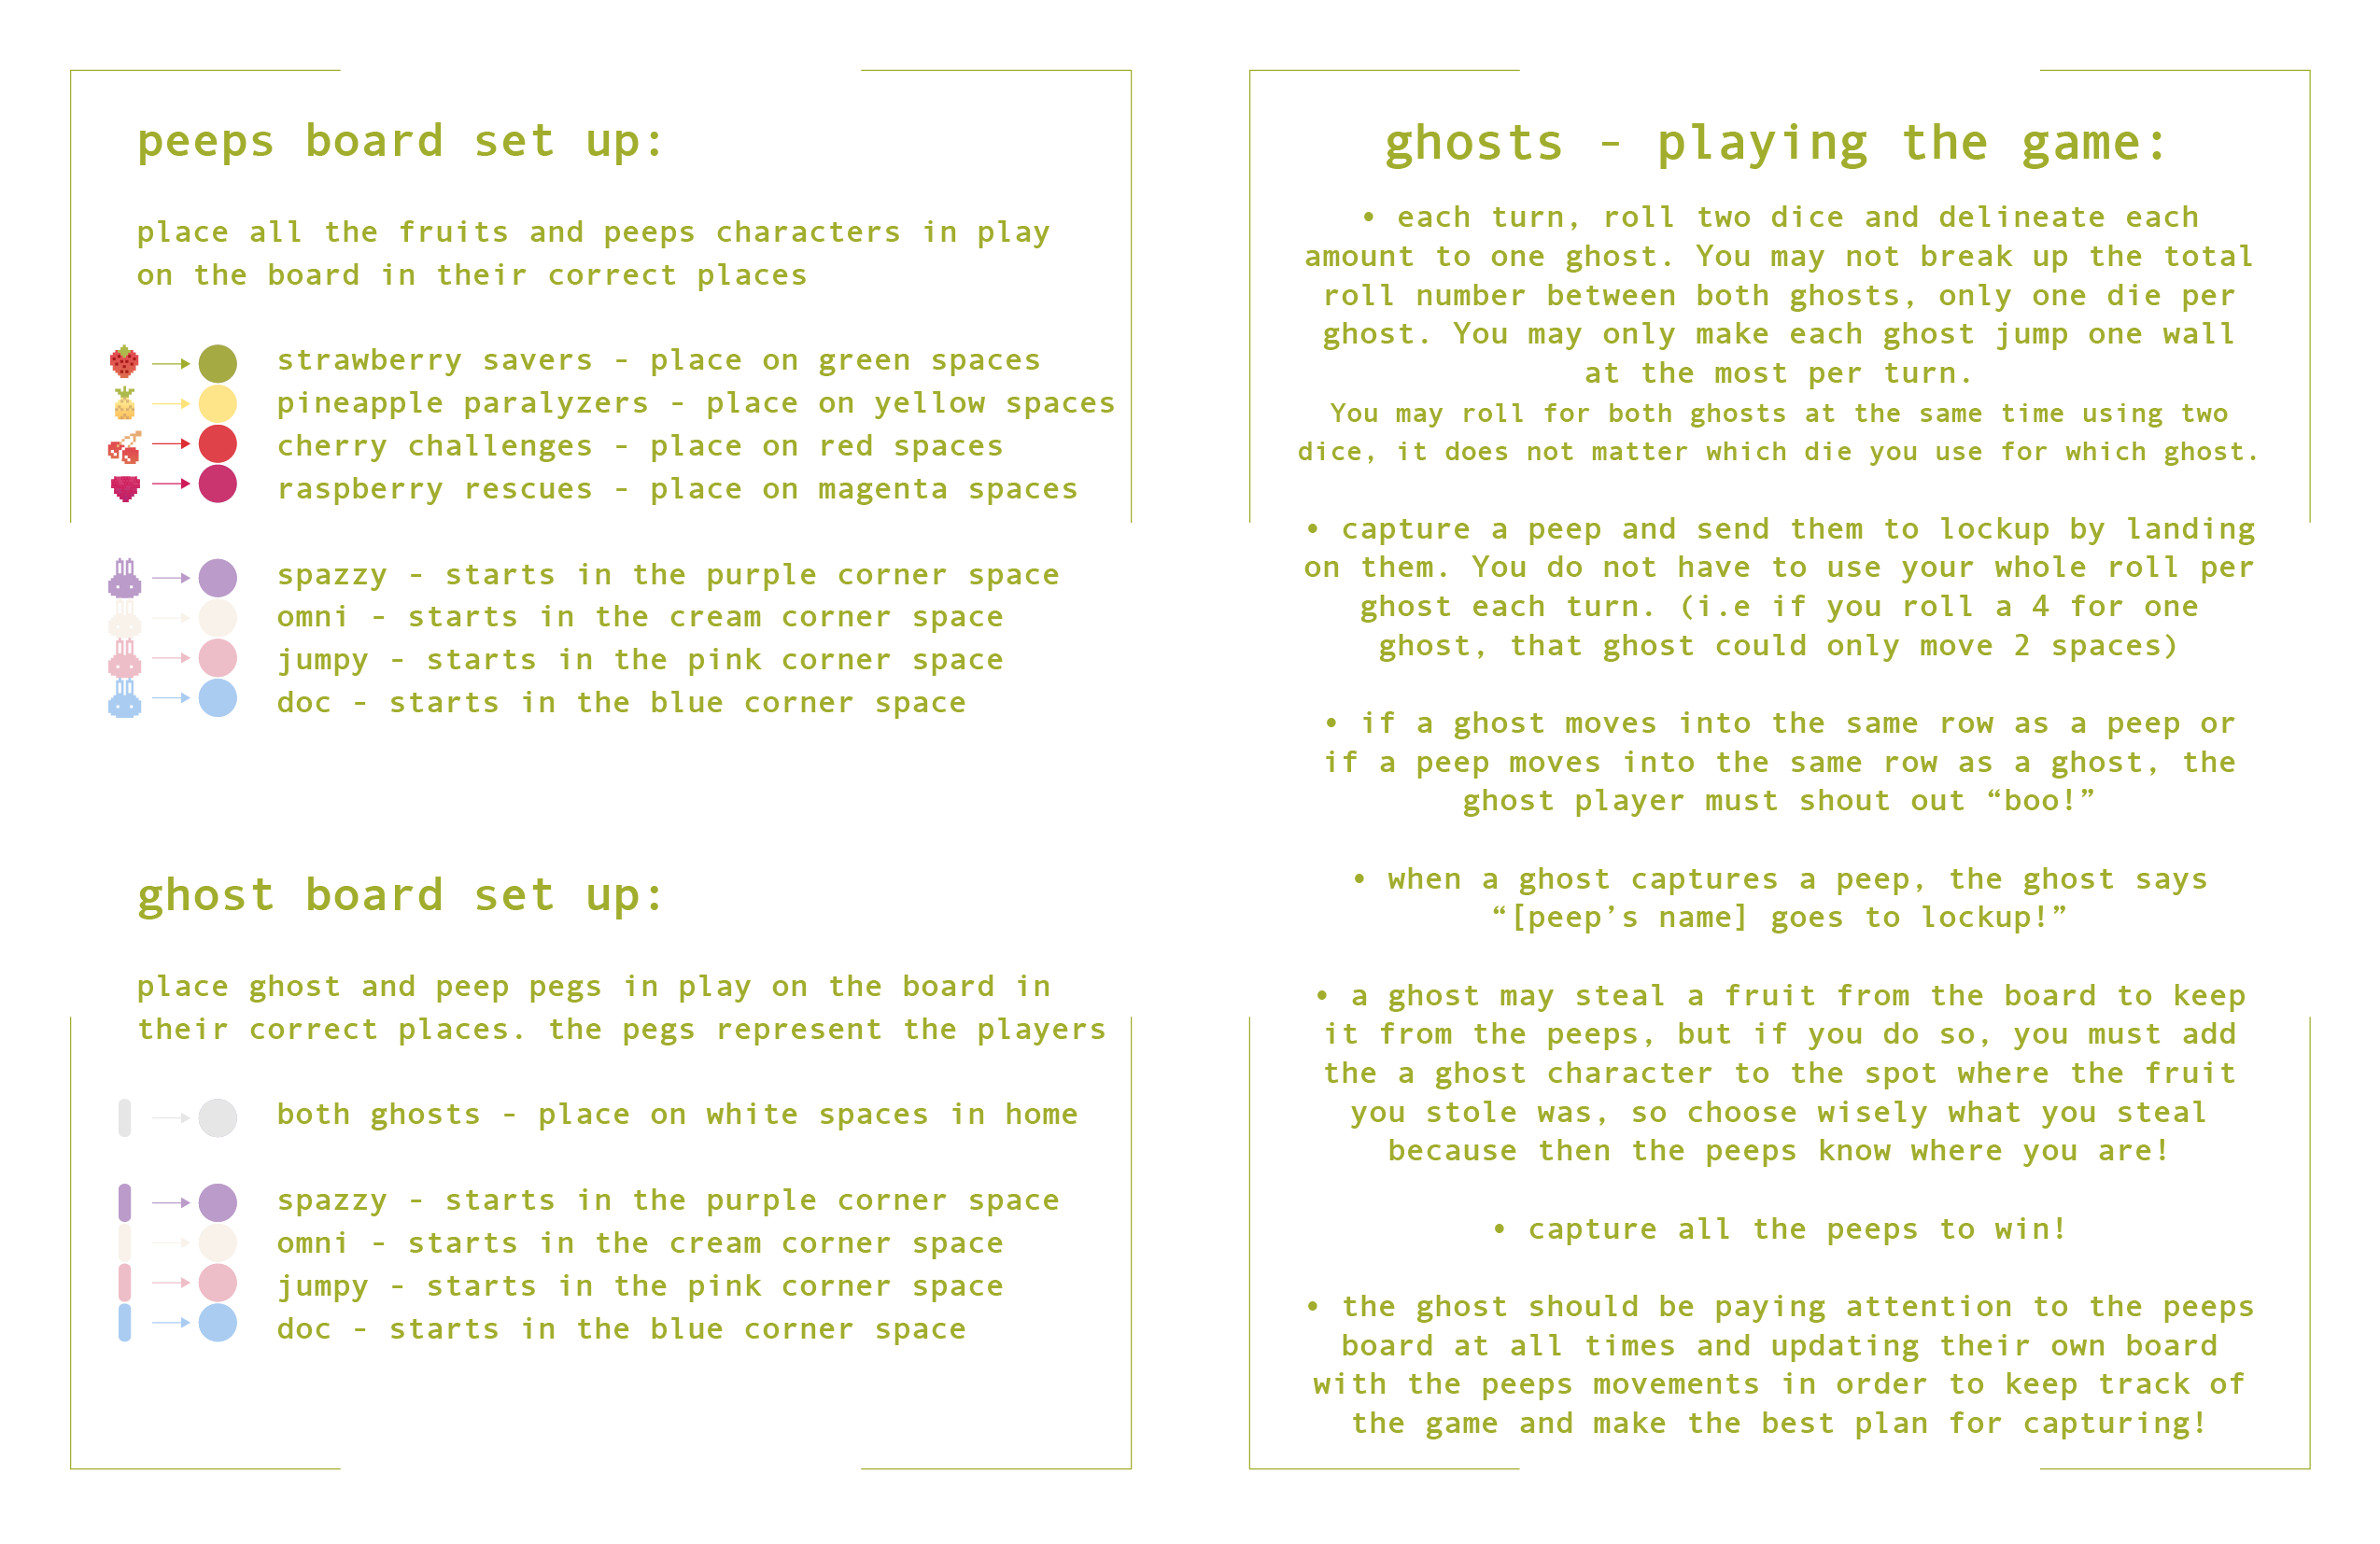 peeps board set up:
place all the fruits and peeps characters in play
on the board in their correct places
strawberry savers - place on green spaces
pineapple paralyzers - place on yellow spaces
cherry challenges - place on red spaces
raspberry rescues - place on magenta spaces
spazzy - starts in the purple corner space
omni - starts in the cream corner space
jumpy - starts in the pink corner space
doc - starts in the blue corner space
ghost board set up:
place ghost and peep pegs in play on the board in
their correct places. the pegs represent the players
both ghosts - place on white spaces in home
spazzy - starts in the purple corner space
omni - starts in the cream corner space
jumpy - starts in the pink corner space
doc - starts in the blue corner space
ghosts - playing the game:
• each turn, roll two dice and delineate each
amount to one ghost. You may not break up the total
roll number between both ghosts, only one die per
ghost. You may only make each ghost jump one wall
at the most per turn.
You may roll for both ghosts at the same time using two
dice, it does not matter which die you use for which ghost.
• capture a peep and send them to lockup by landing
on them. You do not have to use your whole roll per
ghost each turn. (i.e if you roll a 4 for one
ghost, that ghost could only move 2 spaces)
• if a ghost moves into the same row as a peep or
if a peep moves into the same row as a ghost, the
ghost player must shout out “boo!”
• when a ghost captures a peep, the ghost says
“[peep’s name] goes to lockup!”
• a ghost may steal a fruit from the board to keep
it from the peeps, but if you do so, you must add
the a ghost character to the spot where the fruit
you stole was, so choose wisely what you steal
because then the peeps know where you are!
• capture all the peeps to win!
• the ghost should be paying attention to the peeps
board at all times and updating their own board
with the peeps movements in order to keep track of
the game and make the best plan for capturing!